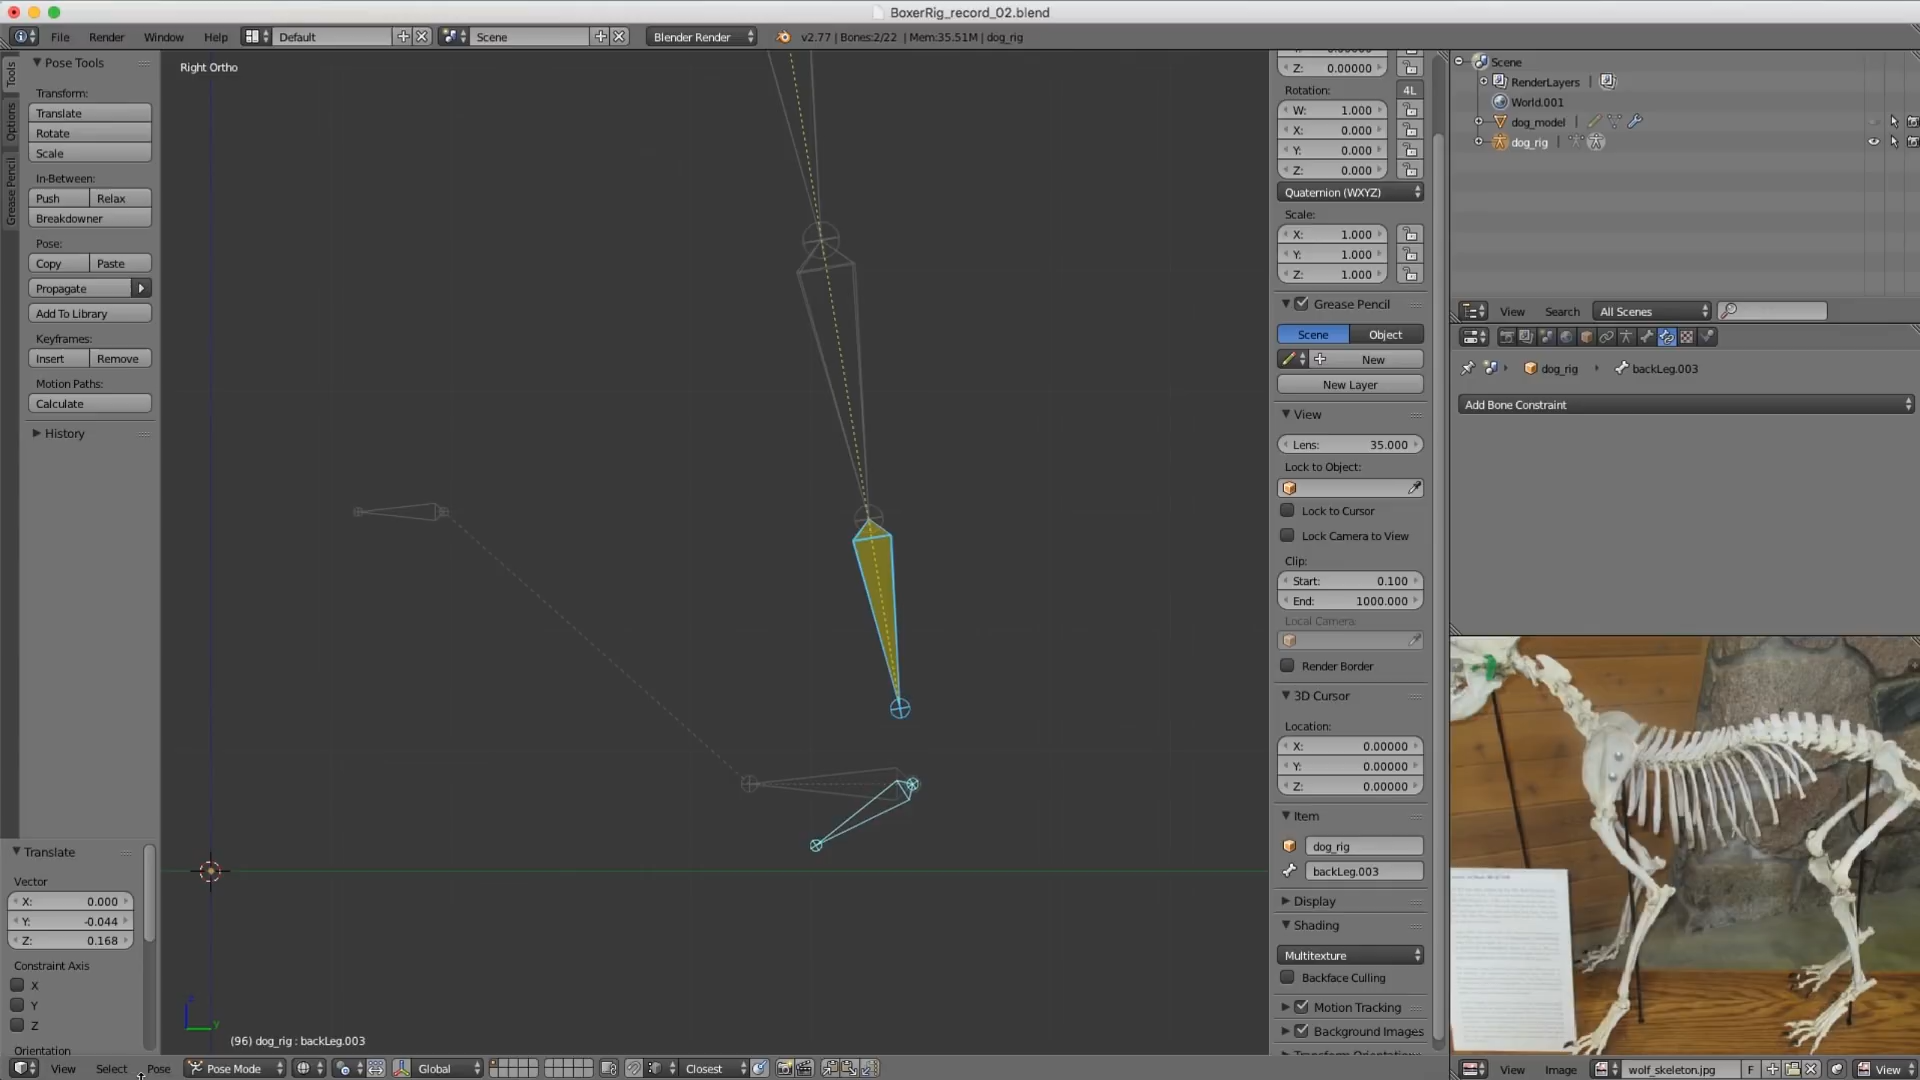 BoxerRig_record_02.blend
File Render Window Help Default Scene Blender Render v2.77 | Bones:2/22 | Mem:35.51M | dog_rig
Tools
Options
Grease Pencil
Pose Tools
Transform:
Translate
Rotate
Scale
In-Between:
Push Relax
Breakdowner
Pose:
Copy Paste
Propagate
Add To Library
Keyframes:
Insert Remove
Motion Paths:
Calculate
History
Translate
Vector
X: 0.000
Y: -0.044
Z: 0.168
Constraint Axis
X
Y
Z
Orientation
Right Ortho
z
y
(96) dog_rig : backLeg.003
View Select Pose Pose Mode Global Closest
Z: 0.00000
Rotation: 4L
W: 1.000
X: 0.000
Y: 0.000
Z: 0.000
Quaternion (WXYZ)
Scale:
X: 1.000
Y: 1.000
Z: 1.000
Grease Pencil
Scene Object
New
New Layer
View
Lens: 35.000
Lock to Object:
Lock to Cursor
Lock Camera to View
Clip:
Start: 0.100
End: 1000.000
Local Camera:
Render Border
3D Cursor
Location:
X: 0.00000
Y: 0.00000
Z: 0.00000
Item
dog_rig
backLeg.003
Display
Shading
Multitexture
Backface Culling
Motion Tracking
Background Images
Scene
RenderLayers |
World.001
dog_model |
dog_rig |
View Search All Scenes
dog_rig backLeg.003
Add Bone Constraint
View Image wolf_skeleton.jpg F View